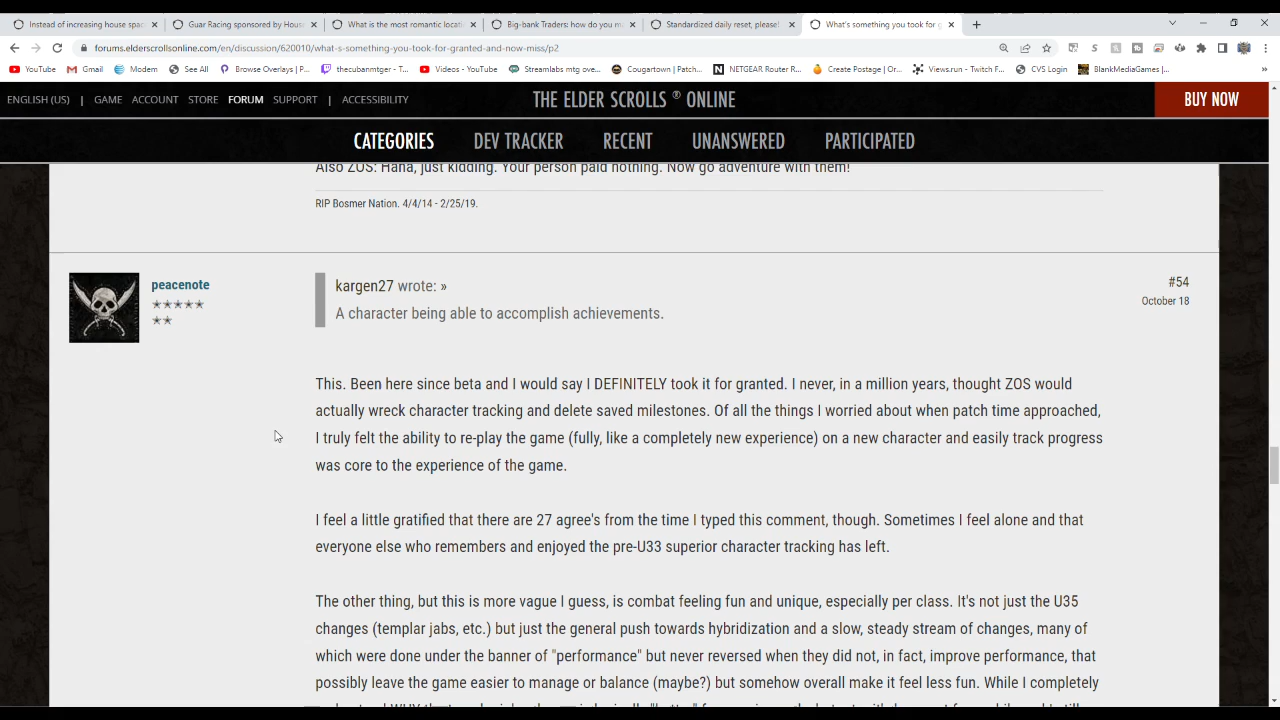 Instead of increasing house spac
Guar Racing sponsored by House
What is the most romantic locati
Big-bank Traders: how do you m
Standardized daily reset, please!
What's something you took for g
forums.elderscrollsonline.com/en/discussion/620010/what-s-something-you-took-for-granted-and-now-miss/p2
YouTube
Gmail
Modem
See All
Browse Overlays | P...
thecubanmtger - T...
Videos - YouTube
Streamlabs mtg ove...
Cougartown | Patch...
NETGEAR Router R...
Create Postage | Or...
Views.run - Twitch F...
CVS Login
BlankMediaGames |...
»
ENGLISH (US) | GAME ACCOUNT STORE FORUM SUPPORT | ACCESSIBILITY
THE ELDER SCROLLS ® ONLINE
BUY NOW
CATEGORIES DEV TRACKER RECENT UNANSWERED PARTICIPATED
Also ZOS: Haha, just kidding. Your person paid nothing. Now go adventure with them!
RIP Bosmer Nation. 4/4/14 - 2/25/19.
peacenote
kargen27 wrote: »
#54
October 18
A character being able to accomplish achievements.
This. Been here since beta and I would say I DEFINITELY took it for granted. I never, in a million years, thought ZOS would
actually wreck character tracking and delete saved milestones. Of all the things I worried about when patch time approached,
I truly felt the ability to re-play the game (fully, like a completely new experience) on a new character and easily track progress
was core to the experience of the game.
I feel a little gratified that there are 27 agree's from the time I typed this comment, though. Sometimes I feel alone and that
everyone else who remembers and enjoyed the pre-U33 superior character tracking has left.
The other thing, but this is more vague I guess, is combat feeling fun and unique, especially per class. It's not just the U35
changes (templar jabs, etc.) but just the general push towards hybridization and a slow, steady stream of changes, many of
which were done under the banner of "performance" but never reversed when they did not, in fact, improve performance, that
possibly leave the game easier to manage or balance (maybe?) but somehow overall make it feel less fun. While I completely